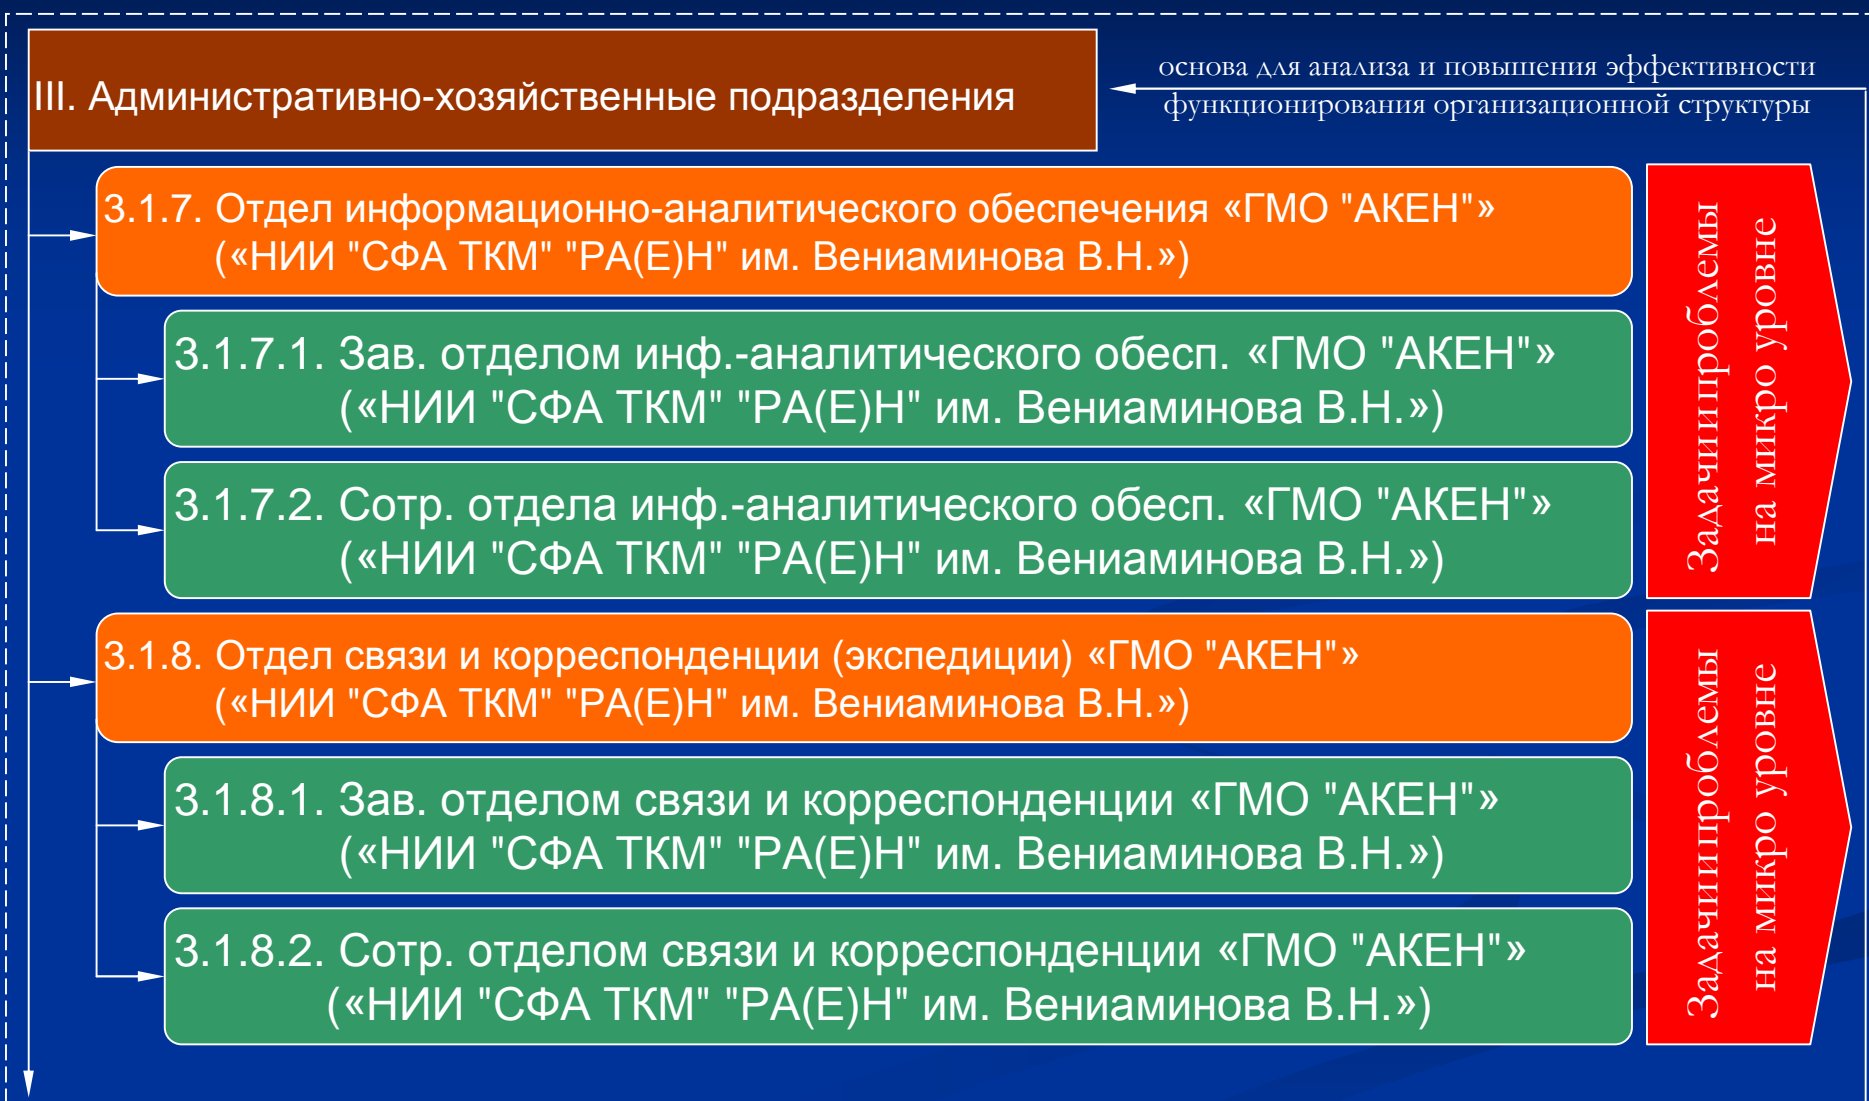 III. Административно-хозяйственные подразделения
основа для анализа и повышения эффективности
функционирования организационной структуры
3.1.7. Отдел информационно-аналитического обеспечения «ГМО "АКЕН"»
(«НИИ "СФА ТКМ" "РА(Е)Н" им. Вениаминова В.Н.»)
3.1.7.1. Зав. отделом инф.-аналитического обесп. «ГМО "АКЕН"»
(«НИИ "СФА ТКМ" "РА(Е)Н" им. Вениаминова В.Н.»)
3.1.7.2. Сотр. отдела инф.-аналитического обесп. «ГМО "АКЕН"»
(«НИИ "СФА ТКМ" "РА(Е)Н" им. Вениаминова В.Н.»)
Задачи и проблемы
на микро уровне
3.1.8. Отдел связи и корреспонденции (экспедиции) «ГМО "АКЕН"»
(«НИИ "СФА ТКМ" "РА(Е)Н" им. Вениаминова В.Н.»)
3.1.8.1. Зав. отделом связи и корреспонденции «ГМО "АКЕН"»
(«НИИ "СФА ТКМ" "РА(Е)Н" им. Вениаминова В.Н.»)
3.1.8.2. Сотр. отделом связи и корреспонденции «ГМО "АКЕН"»
(«НИИ "СФА ТКМ" "РА(Е)Н" им. Вениаминова В.Н.»)
Задачи и проблемы
на микро уровне